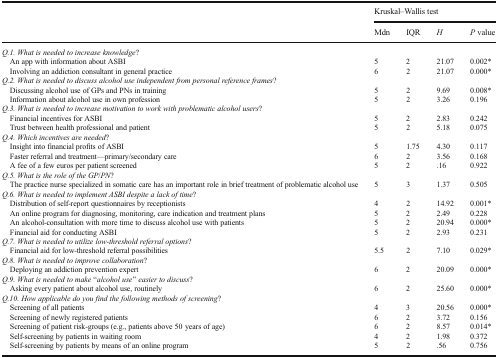 Kruskal–Wallis test
Mdn IQR H P value
Q.1. What is needed to increase knowledge?
An app with information about ASBI 5 2 21.07 0.002*
Involving an addiction consultant in general practice 6 2 21.07 0.000*
Q.2. What is needed to discuss alcohol use independent from personal reference frames?
Discussing alcohol use of GPs and PNs in training 5 2 9.69 0.008*
Information about alcohol use in own profession 5 2 3.26 0.196
Q.3. What is needed to increase motivation to work with problematic alcohol users?
Financial incentives for ASBI 5 2 2.83 0.242
Trust between health professional and patient 5 2 5.18 0.075
Q.4. Which incentives are needed?
Insight into financial profits of ASBI 5 1.75 4.30 0.117
Faster referral and treatment—primary/secondary care 6 2 3.56 0.168
A fee of a few euros per patient screened 5 2 .16 0.922
Q.5. What is the role of the GP/PN?
The practice nurse specialized in somatic care has an important role in brief treatment of problematic alcohol use 5 3 1.37 0.505
Q.6. What is needed to implement ASBI despite a lack of time?
Distribution of self-report questionnaires by receptionists 4 2 14.92 0.001*
An online program for diagnosing, monitoring, care indication and treatment plans 5 2 2.49 0.228
An alcohol-consultation with more time to discuss alcohol use with patients 5 2 20.94 0.000*
Financial aid for conducting ASBI 5 2 2.93 0.231
Q.7. What is needed to utilize low-threshold referral options?
Financial aid for low-threshold referral possibilities 5.5 2 7.10 0.029*
Q.8. What is needed to improve collaboration?
Deploying an addiction prevention expert 6 2 20.09 0.000*
Q.9. What is needed to make “alcohol use” easier to discuss?
Asking every patient about alcohol use, routinely 6 2 25.60 0.000*
Q.10. How applicable do you find the following methods of screening?
Screening of all patients 4 3 20.56 0.000*
Screening of newly registered patients 6 2 3.72 0.156
Screening of patient risk-groups (e.g., patients above 50 years of age) 6 2 8.57 0.014*
Self-screening by patients in waiting room 4 2 1.98 0.372
Self-screening by patients by means of an online program 5 2 .56 0.756